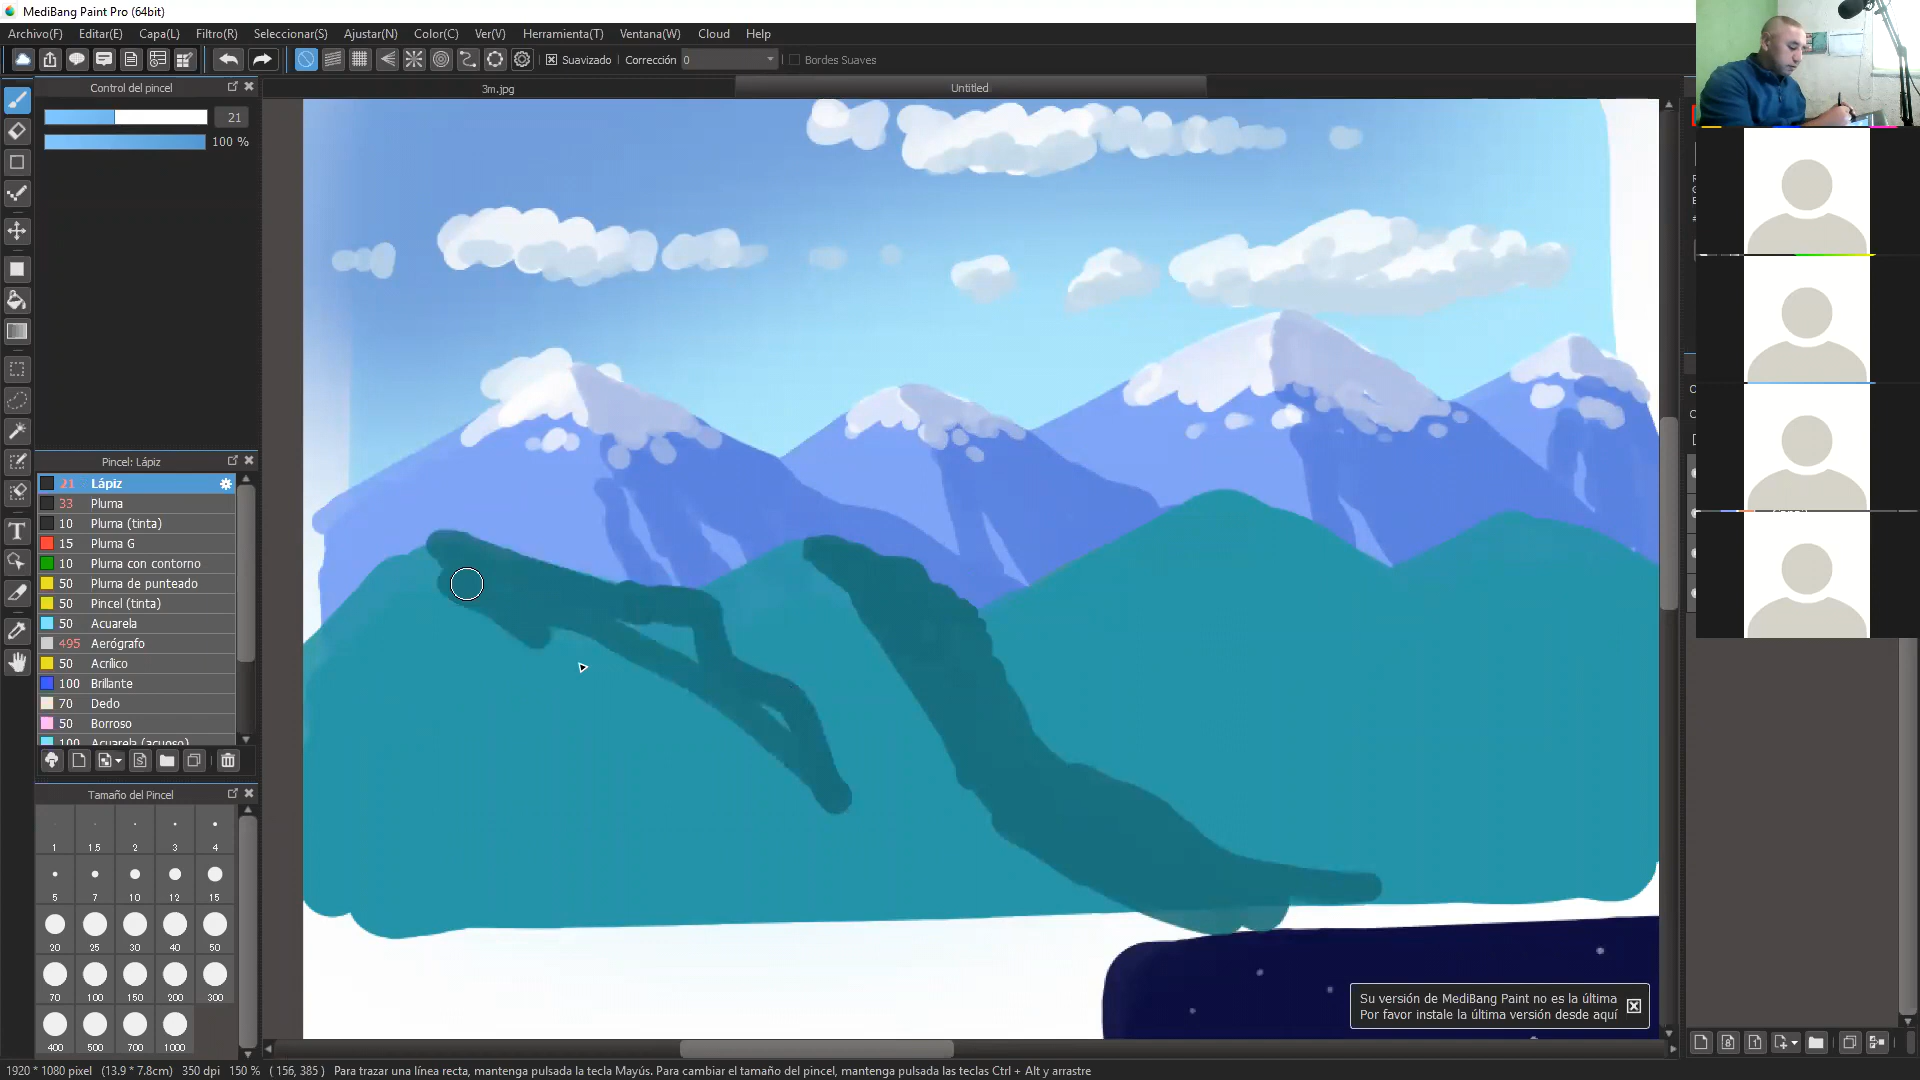 MediBang Paint Pro (64bit)
Archivo(F) Editar(E) Capa(L) Filtro(R) Seleccionar(S) Ajustar(N) Color(C) Ver(V) Herramienta(T) Ventana(W) Cloud Help
Suavizado Corrección 0 Bordes Suaves
Control del pincel
3m.jpg Untitled
21
100 %
Pincel: Lápiz
21 Lápiz
33 Pluma
10 Pluma (tinta)
15 Pluma G
10 Pluma con contorno
50 Pluma de punteado
50 Pincel (tinta)
50 Acuarela
495 Aerógrafo
50 Acrílico
100 Brillante
70 Dedo
50 Borroso
100 Acuarela (acuoso)
Tamaño del Pincel
1 1.5 2 3 4
5 7 10 12 15
20 25 30 40 50
70 100 150 200 300
400 500 700 1000
Su versión de MediBang Paint no es la última
Por favor instale la última versión desde aquí
1920 * 1080 pixel (13.9 * 7.8cm) 350 dpi 150 % ( 156, 385 ) Para trazar una línea recta, mantenga pulsada la tecla Mayús. Para cambiar el tamaño del pincel, mantenga pulsada las teclas Ctrl + Alt y arrastre